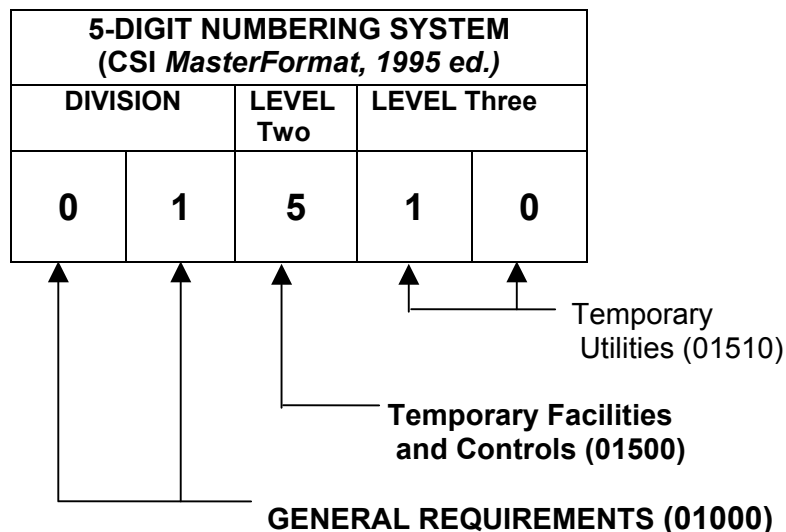 5-DIGIT NUMBERING SYSTEM
(CSI MasterFormat, 1995 ed.)
DIVISION LEVEL Two LEVEL Three
0 1 5 1 0
Temporary
Utilities (01510)
Temporary Facilities
and Controls (01500)
GENERAL REQUIREMENTS (01000)